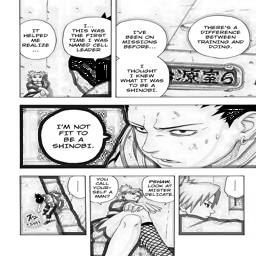 THERE'S A
DIFFERENCE
BETWEEN
TRAINING AND
DOING.
I'VE BEEN
ON
MISSIONS
BEFORE...
I
THOUGHT I
KNEW
WHAT IT
WAS TO
BE A
SHINOBI.
I...
THIS WAS
THE FIRST
TIME I WAS
NAMED CELL
LEADER
IT
HELPED
ME
REALIZE
...
I'M NOT
FIT TO
BE A
SHINOBI.
...
PSHAW.
LOOK AT
MISTER
DELICATE.
YOU CALL
YOUR-
SELF A
MAN?
...